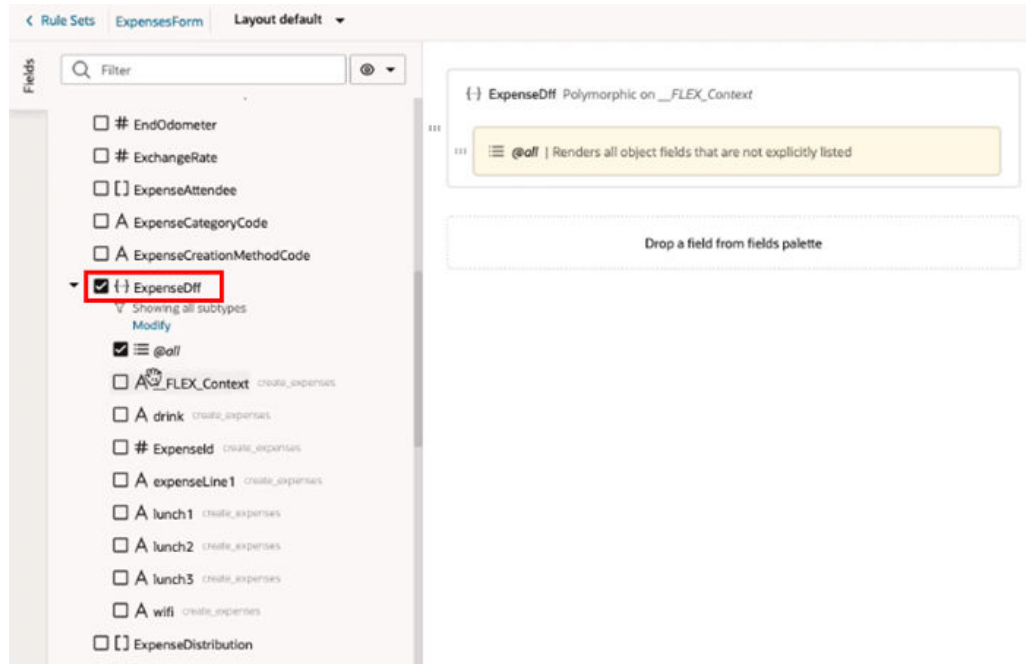 Rule Sets ExpensesForm Layout default
Fields
Filter
# EndOdometer
# ExchangeRate
[ ] ExpenseAttendee
A ExpenseCategoryCode
A ExpenseCreationMethodCode
{·} ExpenseDff
Showing all subtypes
Modify
@all
A __FLEX_Context create_expenses
A drink create_expenses
# ExpenseId create_expenses
A expenseLine1 create_expenses
A lunch1 create_expenses
A lunch2 create_expenses
A lunch3 create_expenses
A wifi create_expenses
[ ] ExpenseDistribution
{·} ExpenseDff Polymorphic on __FLEX_Context
@all | Renders all object fields that are not explicitly listed
Drop a field from fields palette